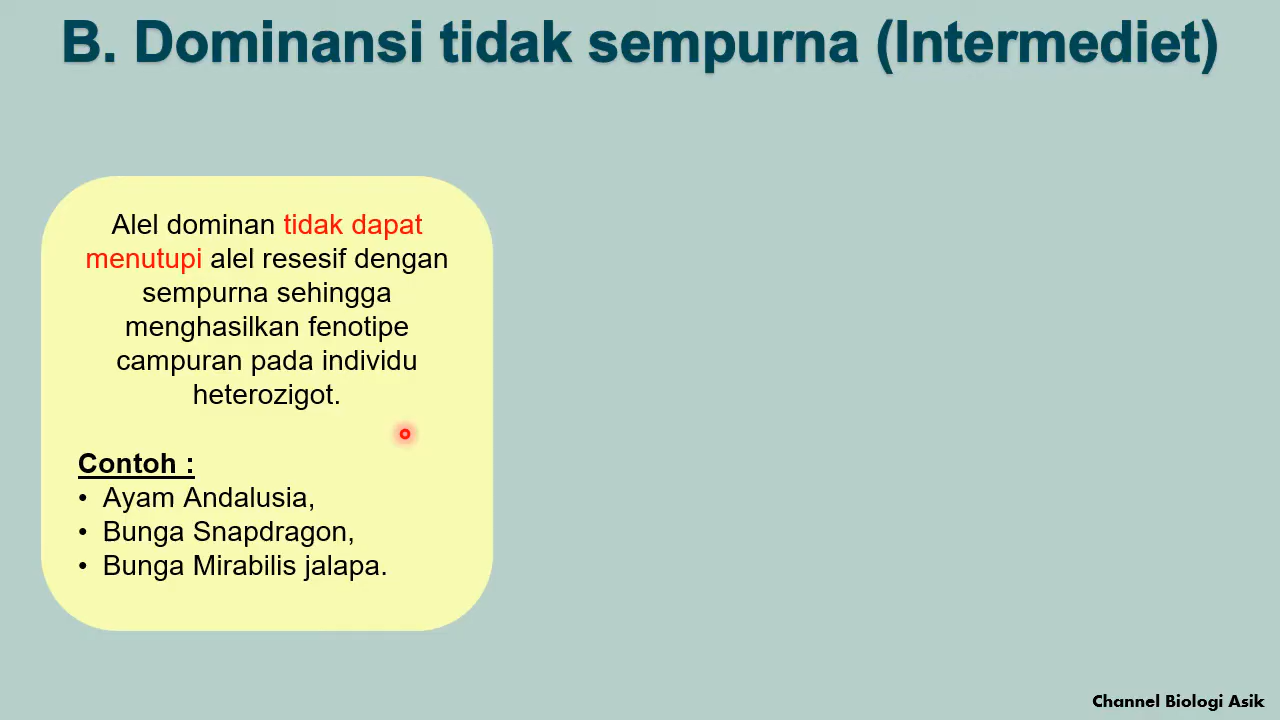 B. Dominansi tidak sempurna (Intermediet)
Alel dominan tidak dapat
menutupi alel resesif dengan
sempurna sehingga
menghasilkan fenotipe
campuran pada individu
heterozigot.
Contoh :
• Ayam Andalusia,
• Bunga Snapdragon,
• Bunga Mirabilis jalapa.
Channel Biologi Asik